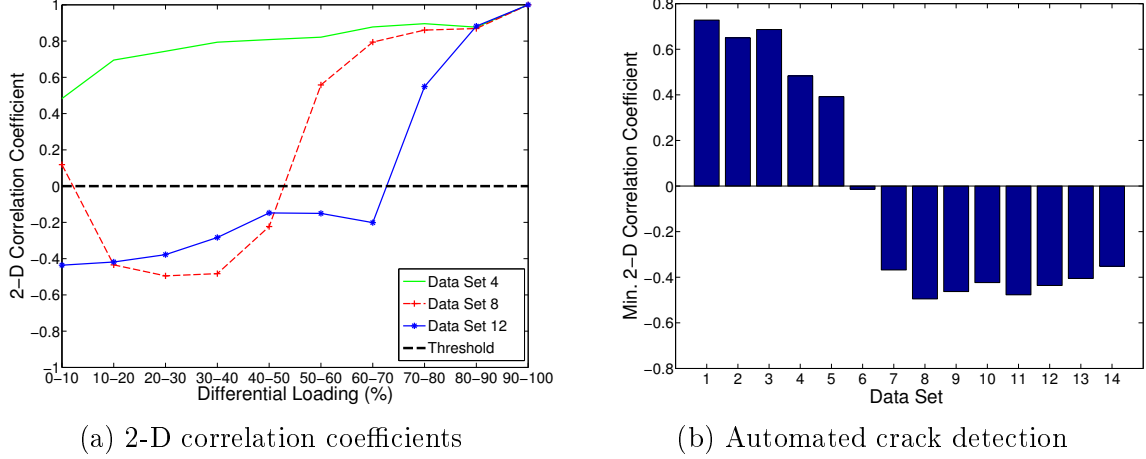 1
0.8
0.6
0.4
0.2
0
−0.2
−0.4
−0.6
−0.8
−1
2−D Correlation Coefficient
Data Set 4
Data Set 8
Data Set 12
Threshold
0−10 10−20 20−30 30−40 40−50 50−60 60−70 70−80 80−90 90−100
Differential Loading (%)
(a) 2-D correlation coefficients
0.8
0.6
0.4
0.2
0
−0.2
−0.4
−0.6
−0.8
Min. 2−D Correlation Coefficient
1 2 3 4 5 6 7 8 9 10 11 12 13 14
Data Set
(b) Automated crack detection